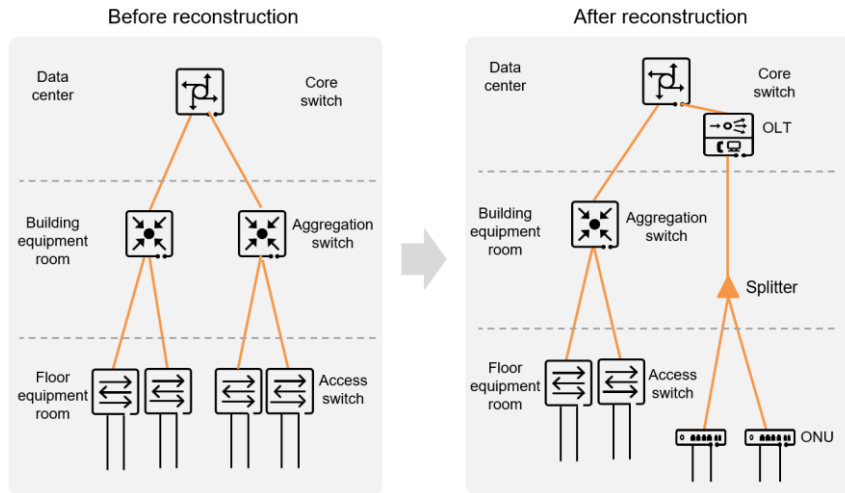 Before reconstruction
Data
center
Core
switch
Building
equipment
room
Aggregation
switch
Floor
equipment
room
Access
switch
After reconstruction
Data
center
Core
switch
OLT
Building
equipment
room
Aggregation
switch
Splitter
Floor
equipment
room
Access
switch
ONU